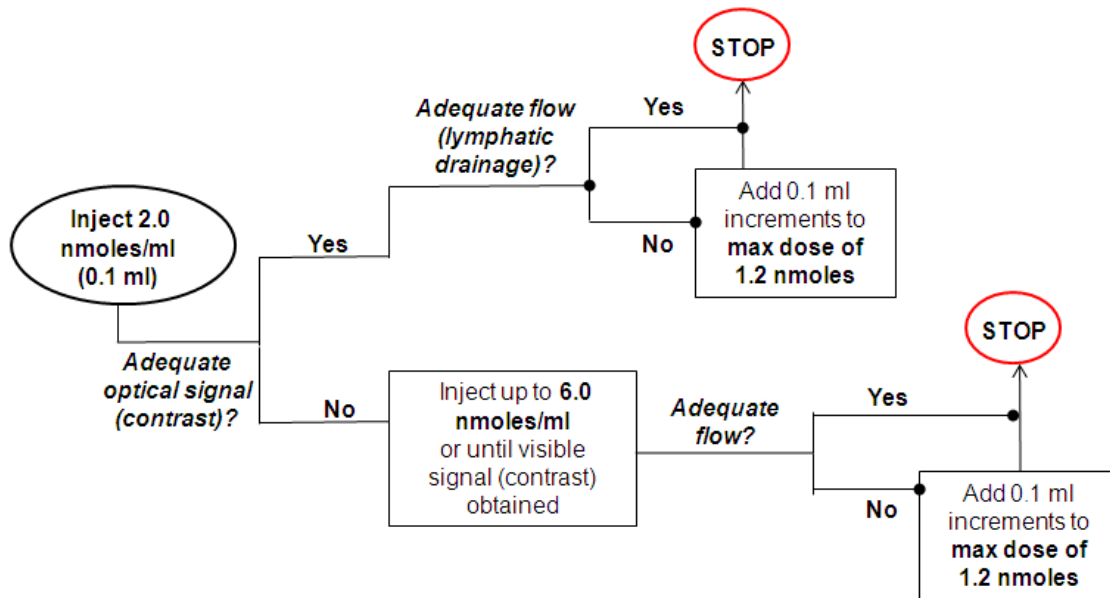 STOP
Adequate flow
(lymphatic
drainage)?
Yes
Add 0.1 ml
increments to
max dose of
1.2 nmoles
No
Inject 2.0
nmoles/ml
(0.1 ml)
Yes
Adequate
optical signal
(contrast)?
No
Inject up to 6.0
nmoles/ml
or until visible
signal (contrast)
obtained
Adequate
flow?
STOP
Yes
No
Add 0.1 ml
increments to
max dose of
1.2 nmoles